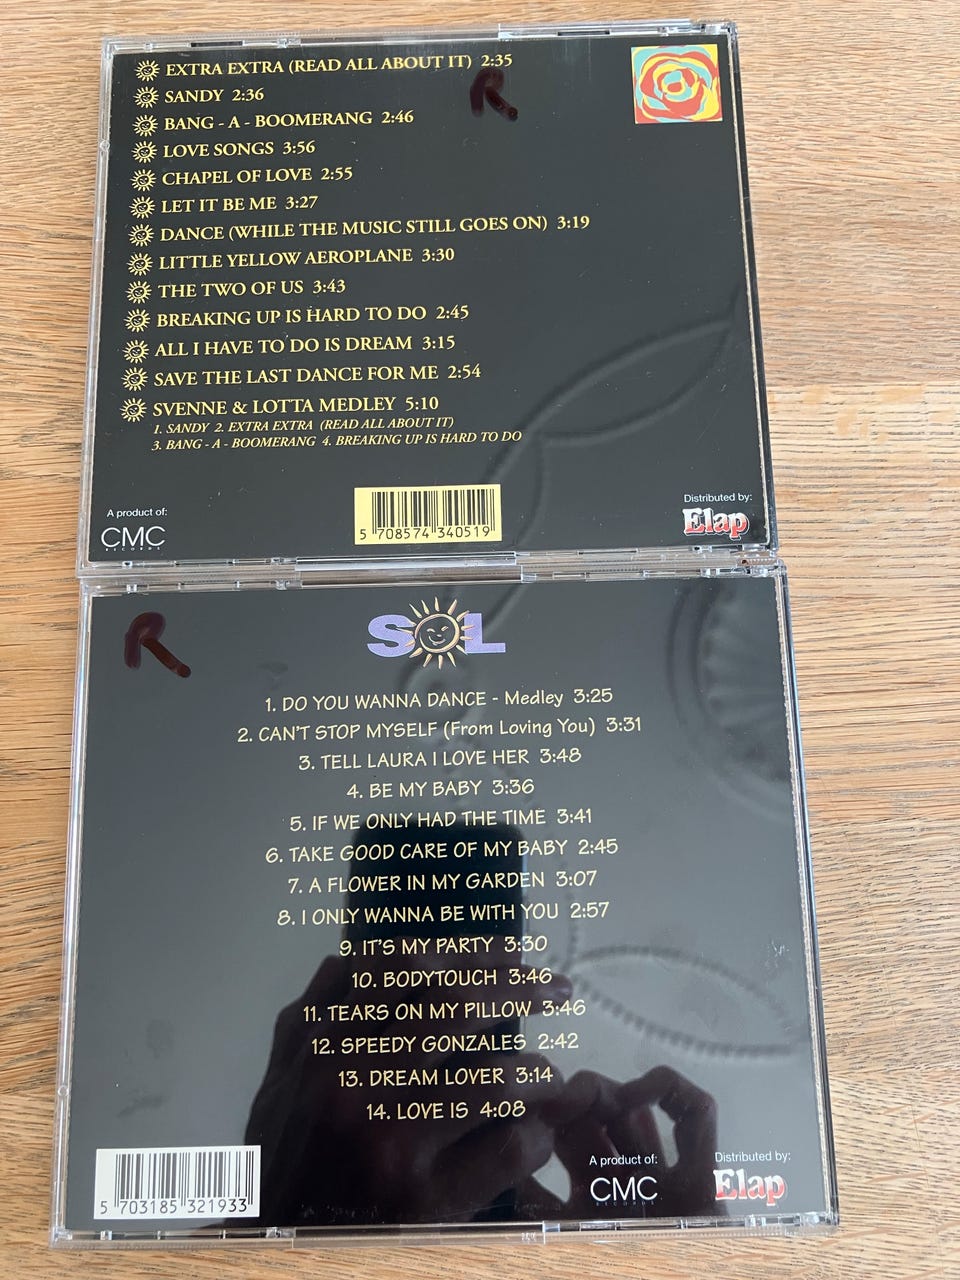 EXTRA EXTRA (READ ALL ABOUT IT) 2:35
R.
SANDY 2:36
BANG - A - BOOMERANG 2:46
LOVE SONGS 3:56
CHAPEL OF LOVE 2:55
LET IT BE ME 3:27
DANCE (WHILE THE MUSIC STILL GOES ON) 3:19
LITTLE YELLOW AEROPLANE 3:30
THE TWO OF US 3:43
BREAKING UP IS HARD TO DO 2:45
ALL I HAVE TO DO IS DREAM 3:15
SAVE THE LAST DANCE FOR ME 2:54
SVENNE & LOTTA MEDLEY 5:10
1. SANDY 2. EXTRA EXTRA (READ ALL ABOUT IT)
3. BANG - A - BOOMERANG 4. BREAKING UP IS HARD TO DO
A product of:
CMC
RECORDS
5 708574 340519
Distributed by:
Elap
R.
SOL
1. DO YOU WANNA DANCE - Medley 3:25
2. CAN'T STOP MYSELF (From Loving You) 3:31
3. TELL LAURA I LOVE HER 3:48
4. BE MY BABY 3:36
5. IF WE ONLY HAD THE TIME 3:41
6. TAKE GOOD CARE OF MY BABY 2:45
7. A FLOWER IN MY GARDEN 3:07
8. I ONLY WANNA BE WITH YOU 2:57
9. IT'S MY PARTY 3:30
10. BODYTOUCH 3:46
11. TEARS ON MY PILLOW 3:46
12. SPEEDY GONZALES 2:42
13. DREAM LOVER 3:14
14. LOVE IS 4:08
5 703185 321933
A product of:
CMC
RECORDS
Distributed by:
Elap